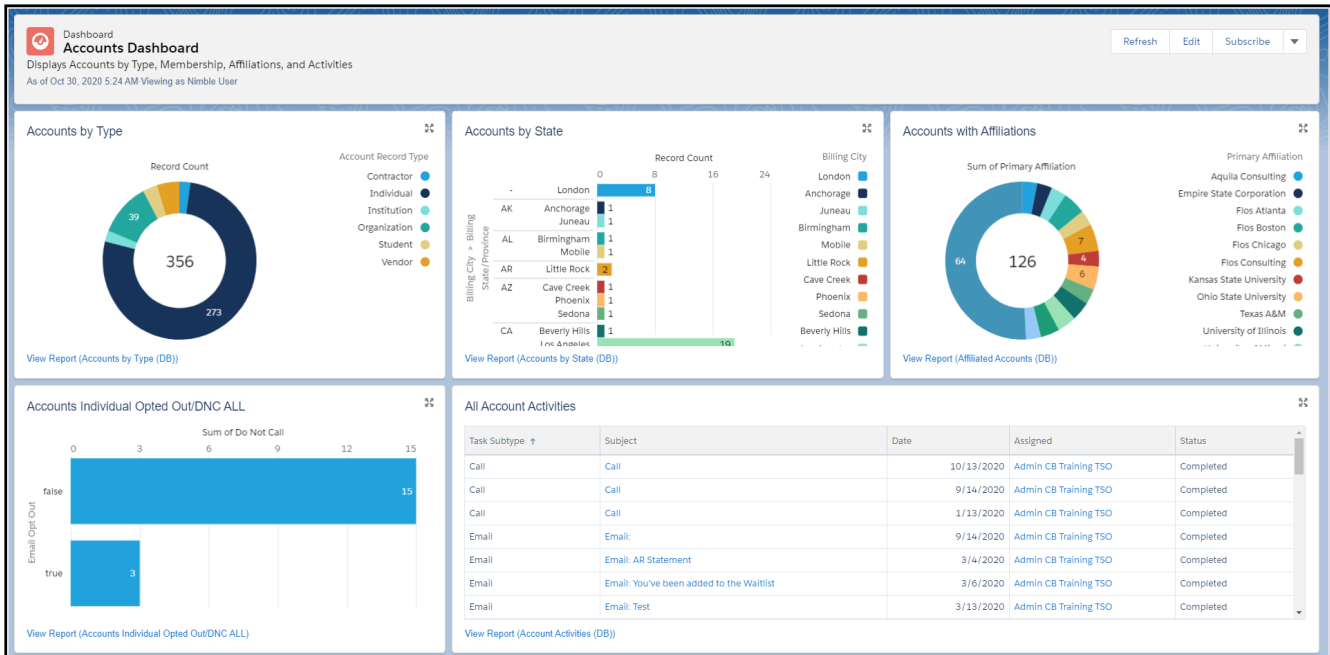 Dashboard
Accounts Dashboard
Displays Accounts by Type, Membership, Affiliations, and Activities
As of Oct 30, 2020 5:24 AM·Viewing as Nimble User
Refresh Edit Subscribe
Accounts by Type
Record Count
Account Record Type
Contractor
Individual
Institution
Organization
Student
Vendor
39
356
273
View Report (Accounts by Type (DB))
Accounts by State
Record Count
0 8 16 24
Billing City > Billing
State/Province
- London 8
AK Anchorage 1
Juneau 1
AL Birmingham 1
Mobile 1
AR Little Rock 2
AZ Cave Creek 1
Phoenix 1
Sedona 1
CA Beverly Hills 1
Los Angeles 19
Billing City
London
Anchorage
Juneau
Birmingham
Mobile
Little Rock
Cave Creek
Phoenix
Sedona
Beverly Hills
View Report (Accounts by State (DB))
Accounts with Affiliations
Sum of Primary Affiliation
7
4
6
64
126
Primary Affiliation
Aquila Consulting
Empire State Corporation
Flos Atlanta
Flos Boston
Flos Chicago
Flos Consulting
Kansas State University
Ohio State University
Texas A&M
University of Illinois
View Report (Affiliated Accounts (DB))
Accounts Individual Opted Out/DNC ALL
Sum of Do Not Call
0 3 6 9 12 15
Email Opt Out
false 15
true 3
View Report (Accounts Individual Opted Out/DNC ALL)
All Account Activities
Task Subtype ↑ Subject Date Assigned Status
Call Call 10/13/2020 Admin CB Training TSO Completed
Call Call 9/14/2020 Admin CB Training TSO Completed
Call Call 1/13/2020 Admin CB Training TSO Completed
Email Email: 9/14/2020 Admin CB Training TSO Completed
Email Email: AR Statement 3/4/2020 Admin CB Training TSO Completed
Email Email: You've been added to the Waitlist 3/6/2020 Admin CB Training TSO Completed
Email Email: Test 3/13/2020 Admin CB Training TSO Completed
View Report (Account Activities (DB))